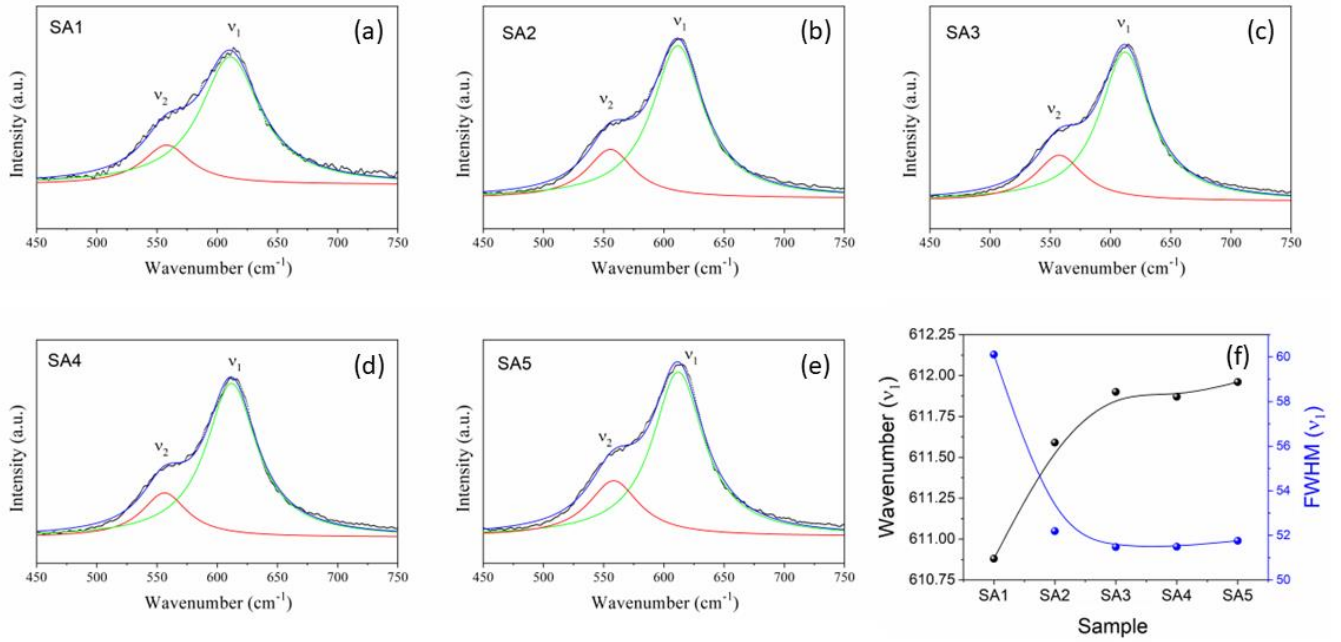 SA1
ν1
(a)
ν2
Intensity (a.u.)
450 500 550 600 650 700 750
Wavenumber (cm-1)
SA2
ν1
(b)
ν2
Intensity (a.u.)
450 500 550 600 650 700 750
Wavenumber (cm-1)
SA3
ν1
(c)
ν2
Intensity (a.u.)
450 500 550 600 650 700 750
Wavenumber (cm-1)
SA4
ν1
(d)
ν2
Intensity (a.u.)
450 500 550 600 650 700 750
Wavenumber (cm-1)
SA5
ν1
(e)
ν2
Intensity (a.u.)
450 500 550 600 650 700 750
Wavenumber (cm-1)
(f)
612.25
612.00
611.75
611.50
611.25
611.00
610.75
Wavenumber (ν1)
60
58
56
54
52
50
FWHM (ν1)
SA1 SA2 SA3 SA4 SA5
Sample